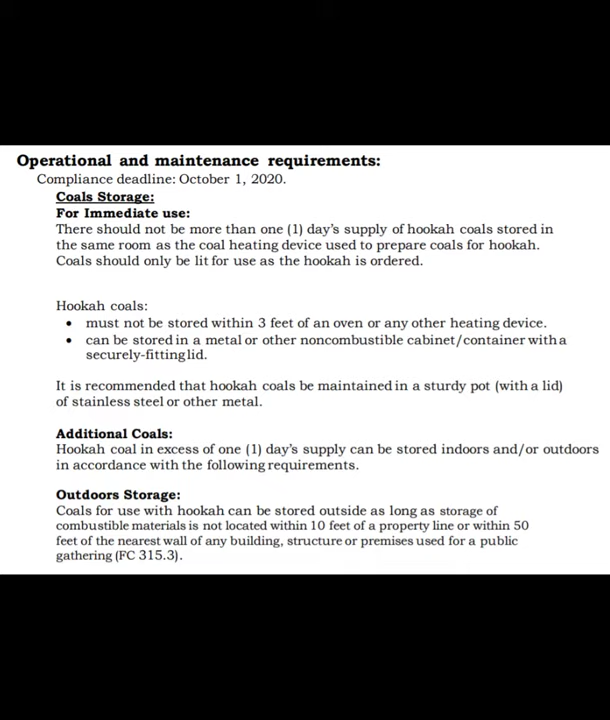 Operational and maintenance requirements:
Compliance deadline: October 1, 2020.
Coals Storage:
For Immediate use:
There should not be more than one (1) day's supply of hookah coals stored in
the same room as the coal heating device used to prepare coals for hookah.
Coals should only be lit for use as the hookah is ordered.
Hookah coals:
• must not be stored within 3 feet of an oven or any other heating device.
• can be stored in a metal or other noncombustible cabinet/container with a
securely-fitting lid.
It is recommended that hookah coals be maintained in a sturdy pot (with a lid)
of stainless steel or other metal.
Additional Coals:
Hookah coal in excess of one (1) day's supply can be stored indoors and/or outdoors
in accordance with the following requirements.
Outdoors Storage:
Coals for use with hookah can be stored outside as long as storage of
combustible materials is not located within 10 feet of a property line or within 50
feet of the nearest wall of any building, structure or premises used for a public
gathering (FC 315.3).